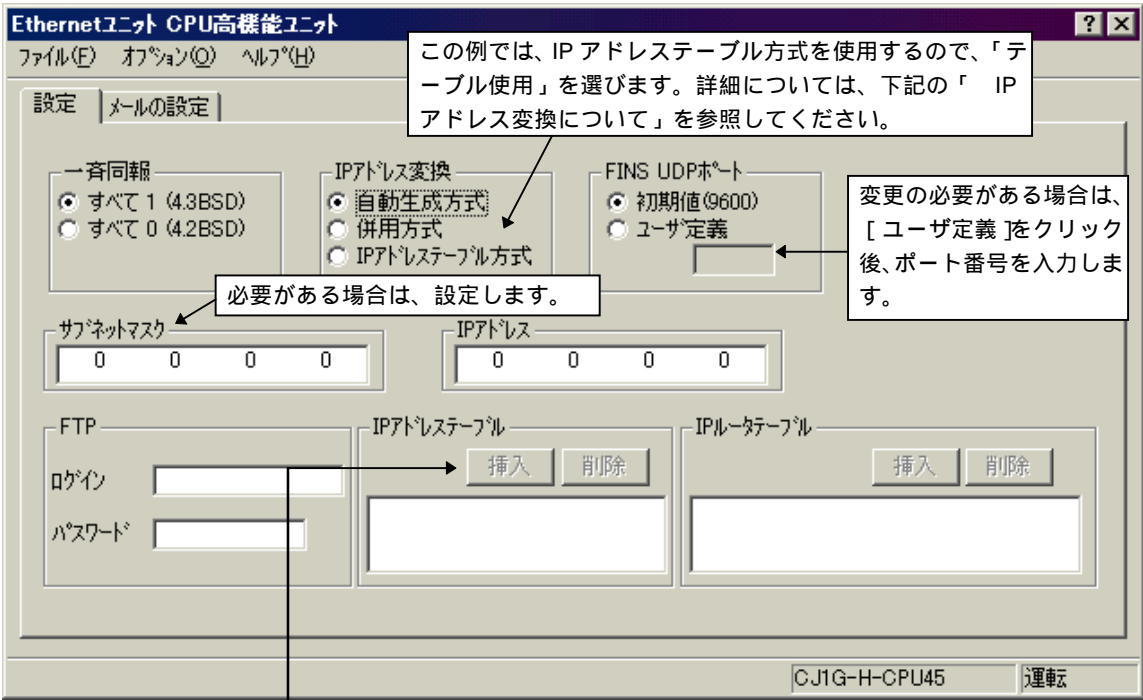 Ethernetユニット CPU高機能ユニット
ファイル(F) オプション(O) ヘルプ(H)
この例では、IP アドレステーブル方式を使用するので、「テ
ーブル使用」を選びます。詳細については、下記の「　IP
アドレス変換について」を参照してください。
設定 メールの設定
一斉同報
すべて 1 (4.3BSD)
すべて 0 (4.2BSD)
IPアドレス変換
自動生成方式
併用方式
IPアドレステーブル方式
FINS UDPポート
初期値(9600)
ユーザ定義
変更の必要がある場合は、
[ユーザ定義]をクリック
後、ポート番号を入力しま
す。
必要がある場合は、設定します。
サブネットマスク
0 0 0 0
IPアドレス
0 0 0 0
FTP
ログイン
パスワード
IPアドレステーブル
挿入 削除
IPルータテーブル
挿入 削除
CJ1G-H-CPU45 運転